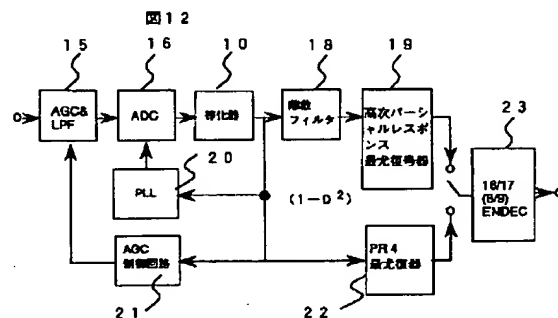 図12
15
16
10
18
19
AGC&
LPF
ADC
等化器
離散
フィルタ
高次パー
シャルレス
ポンス
最尤復号器
23
20
PLL
(1-D²)
16/17
(8/9)
ENDEC
AGC
制御回路
PR4
最尤復器
21
22